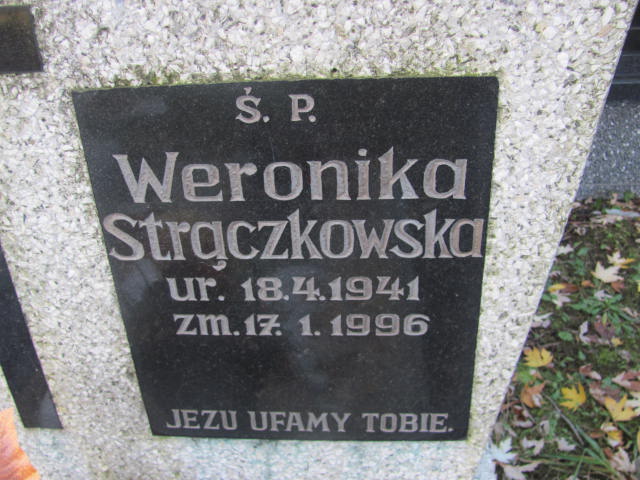 Ś. P.
Weronika
Strączkowska
ur. 18.4.1941
zm. 17. 1. 1996
JEZU UFAMY TOBIE.